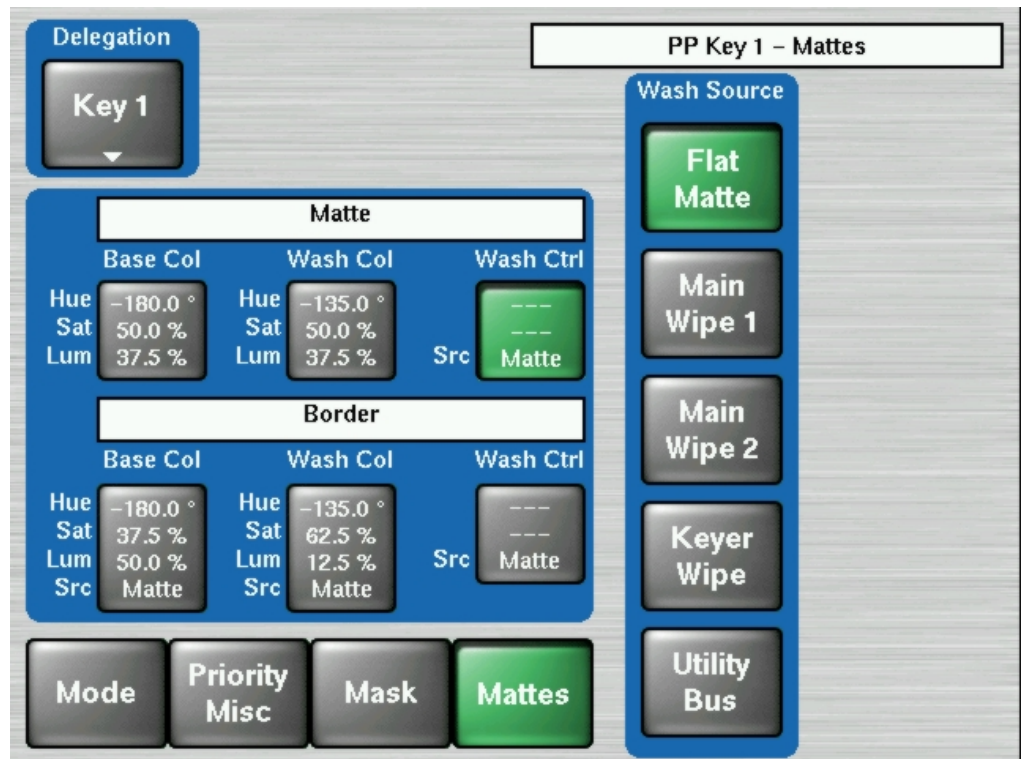 Delegation
Key 1
PP Key 1 – Mattes
Wash Source
Flat
Matte
Main
Wipe 1
Main
Wipe 2
Keyer
Wipe
Utility
Bus
Matte
Base Col Wash Col Wash Ctrl
Hue −180.0 ° Hue −135.0 ° −−−
Sat 50.0 % Sat 50.0 % −−−
Lum 37.5 % Lum 37.5 % Src Matte
Border
Base Col Wash Col Wash Ctrl
Hue −180.0 ° Hue −135.0 ° −−−
Sat 37.5 % Sat 62.5 % −−−
Lum 50.0 % Lum 12.5 % Src Matte
Src Matte Src Matte
Mode
Priority
Misc
Mask
Mattes